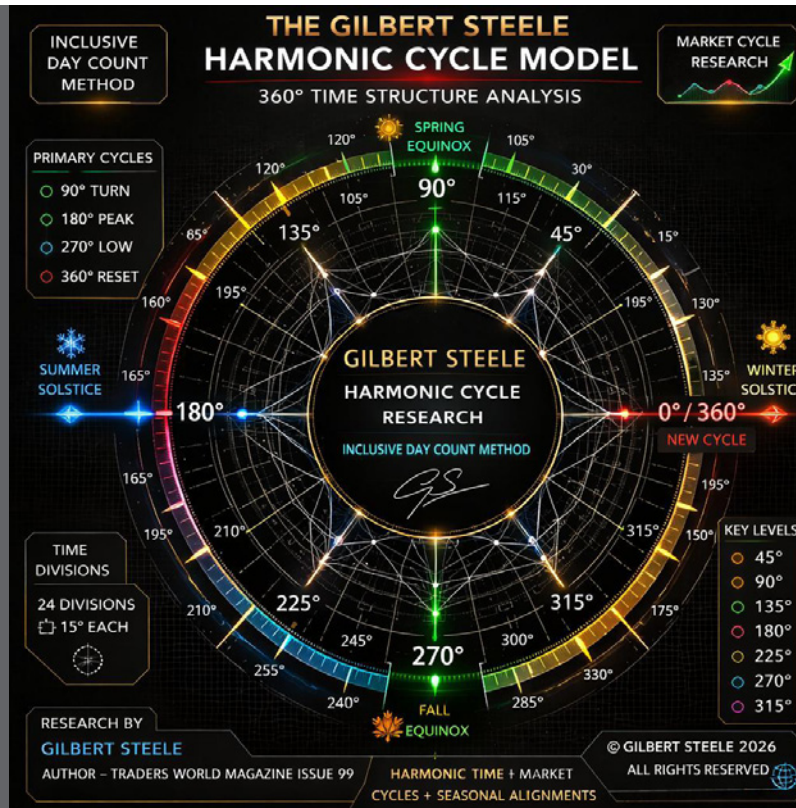 THE GILBERT STEELE
HARMONIC CYCLE MODEL
360° TIME STRUCTURE ANALYSIS
INCLUSIVE
DAY COUNT
METHOD
MARKET CYCLE
RESEARCH
PRIMARY CYCLES
90° TURN
180° PEAK
270° LOW
360° RESET
SPRING
EQUINOX
90°
120°
120°
105°
135°
65°
160°
195°
165°
105°
30°
115°
45°
15°
195°
130°
135°
SUMMER
SOLSTICE
180°
WINTER
SOLSTIC
0° / 360°
NEW CYCLE
GILBERT STEELE
HARMONIC CYCLE
RESEARCH
INCLUSIVE DAY COUNT METHOD
GS
165°
195°
210°
210°
225°
245°
255°
240°
195°
315°
150°
315°
175°
300°
330°
285°
270°
FALL
EQUINOX
TIME
DIVISIONS
24 DIVISIONS
15° EACH
KEY LEVELS
45°
90°
135°
180°
225°
270°
315°
RESEARCH BY
GILBERT STEELE
AUTHOR – TRADERS WORLD MAGAZINE ISSUE 99
HARMONIC TIME + MARKET
CYCLES + SEASONAL ALIGNMENTS
© GILBERT STEELE 2026
ALL RIGHTS RESERVED